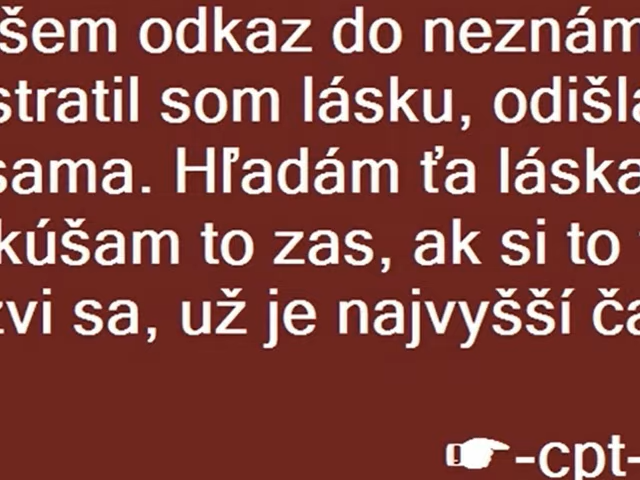 šem odkaz do neznám
stratil som lásku, odišla
sama. Hľadám ťa láska
kúšam to zas, ak si to
zvi sa, už je najvyšší ča
☛-cpt-